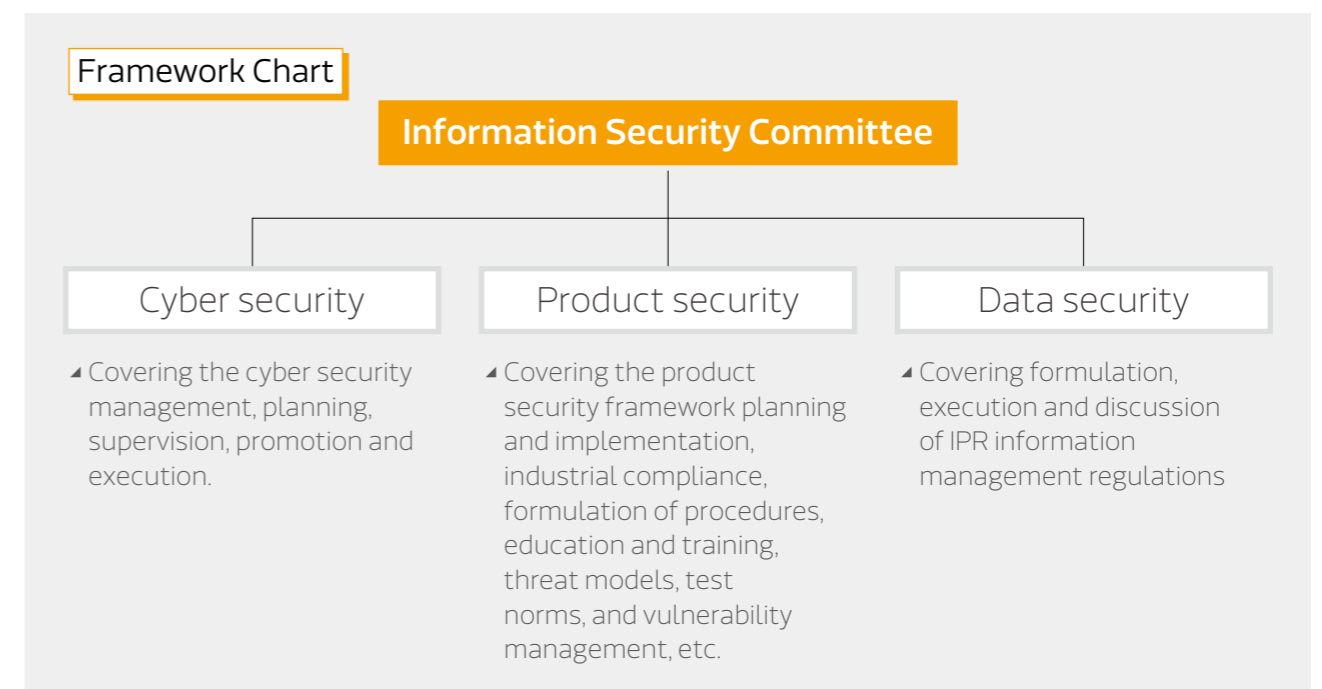 Framework Chart
Information Security Committee
Cyber security
Covering the cyber security
management, planning,
supervision, promotion and
execution.
Product security
Covering the product
security framework planning
and implementation,
industrial compliance,
formulation of procedures,
education and training,
threat models, test
norms, and vulnerability
management, etc.
Data security
Covering formulation,
execution and discussion
of IPR information
management regulations